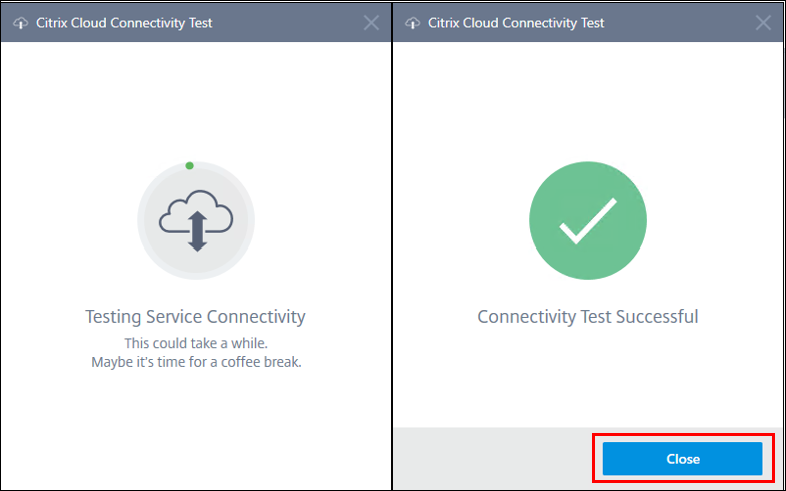 Citrix Cloud Connectivity Test
Testing Service Connectivity
This could take a while.
Maybe it's time for a coffee break.
Citrix Cloud Connectivity Test
Connectivity Test Successful
Close